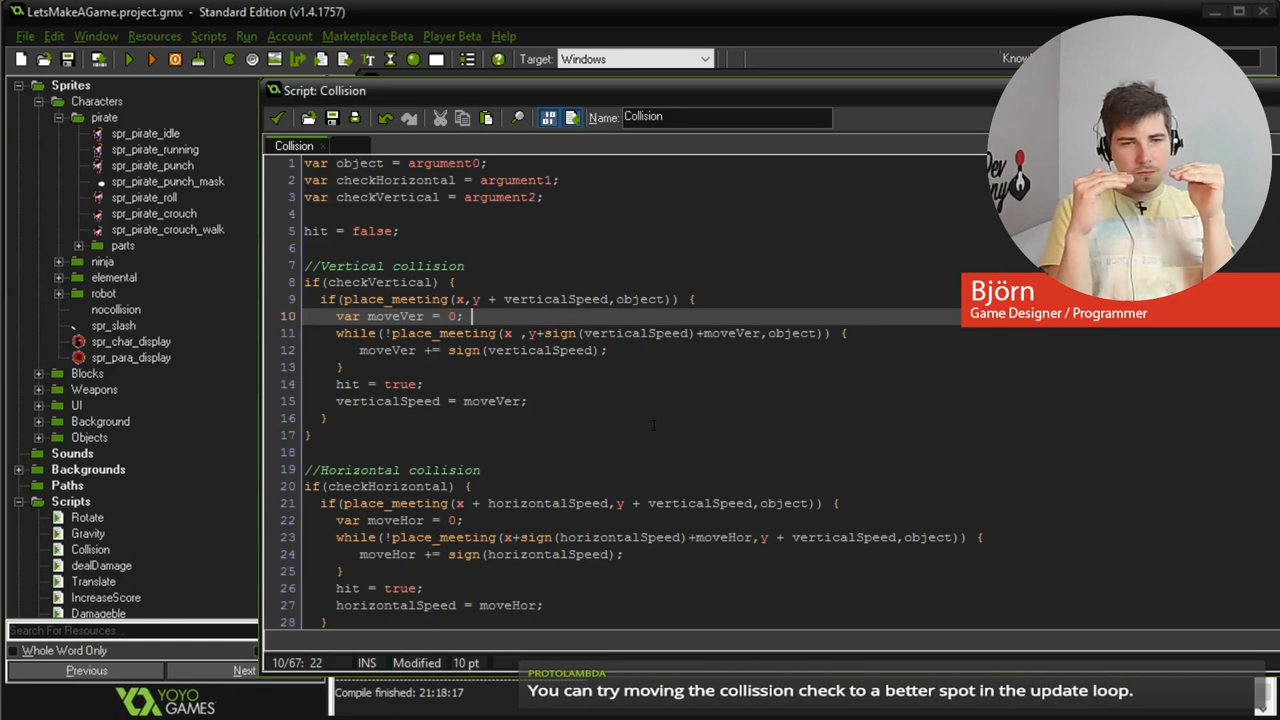 LetsMakeAGame.project.gmx - Standard Edition (v1.4.1757)
File Edit Window Resources Scripts Run Account Marketplace Beta Player Beta Help
Target: Windows
Script: Collision
Name: Collision
Collision
1 var object = argument0;
2 var checkHorizontal = argument1;
3 var checkVertical = argument2;
4
5 hit = false;
6
7 //Vertical collision
8 if(checkVertical) {
9 if(place_meeting(x,y + verticalSpeed,object)) {
10 var moveVer = 0;
11 while(!place_meeting(x ,y+sign(verticalSpeed)+moveVer,object)) {
12 moveVer += sign(verticalSpeed);
13 }
14 hit = true;
15 verticalSpeed = moveVer;
16 }
17 }
18
19 //Horizontal collision
20 if(checkHorizontal) {
21 if(place_meeting(x + horizontalSpeed,y + verticalSpeed,object)) {
22 var moveHor = 0;
23 while(!place_meeting(x+sign(horizontalSpeed)+moveHor,y + verticalSpeed,object)) {
24 moveHor += sign(horizontalSpeed);
25 }
26 hit = true;
27 horizontalSpeed = moveHor;
28 }
Sprites
Characters
pirate
spr_pirate_idle
spr_pirate_running
spr_pirate_punch
spr_pirate_punch_mask
spr_pirate_roll
spr_pirate_crouch
spr_pirate_crouch_walk
parts
ninja
elemental
robot
nocollision
spr_slash
spr_char_display
spr_para_display
Blocks
Weapons
UI
Background
Objects
Sounds
Backgrounds
Paths
Scripts
Rotate
Gravity
Collision
dealDamage
Translate
IncreaseScore
Damageble
Search For Resources...
Whole Word Only
Previous Next
YOYO
GAMES™
10/67: 22 INS Modified 10 pt
Compile finished: 21:18:17
Björn
Game Designer / Programmer
PROTOLAMBDA
You can try moving the collission check to a better spot in the update loop.